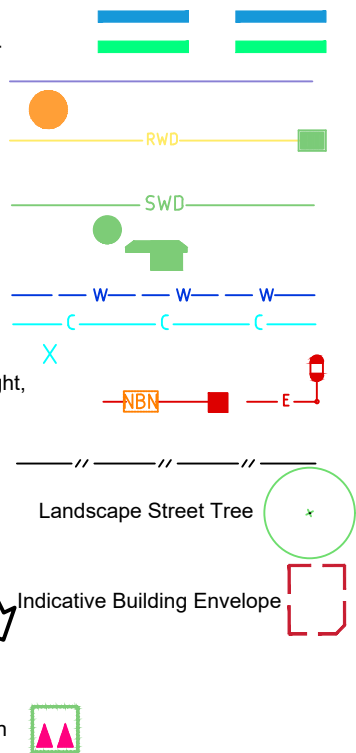 RWD
SWD
W W W
C C C
X
ght,
NBN E
// // //
Landscape Street Tree
Indicative Building Envelope
n